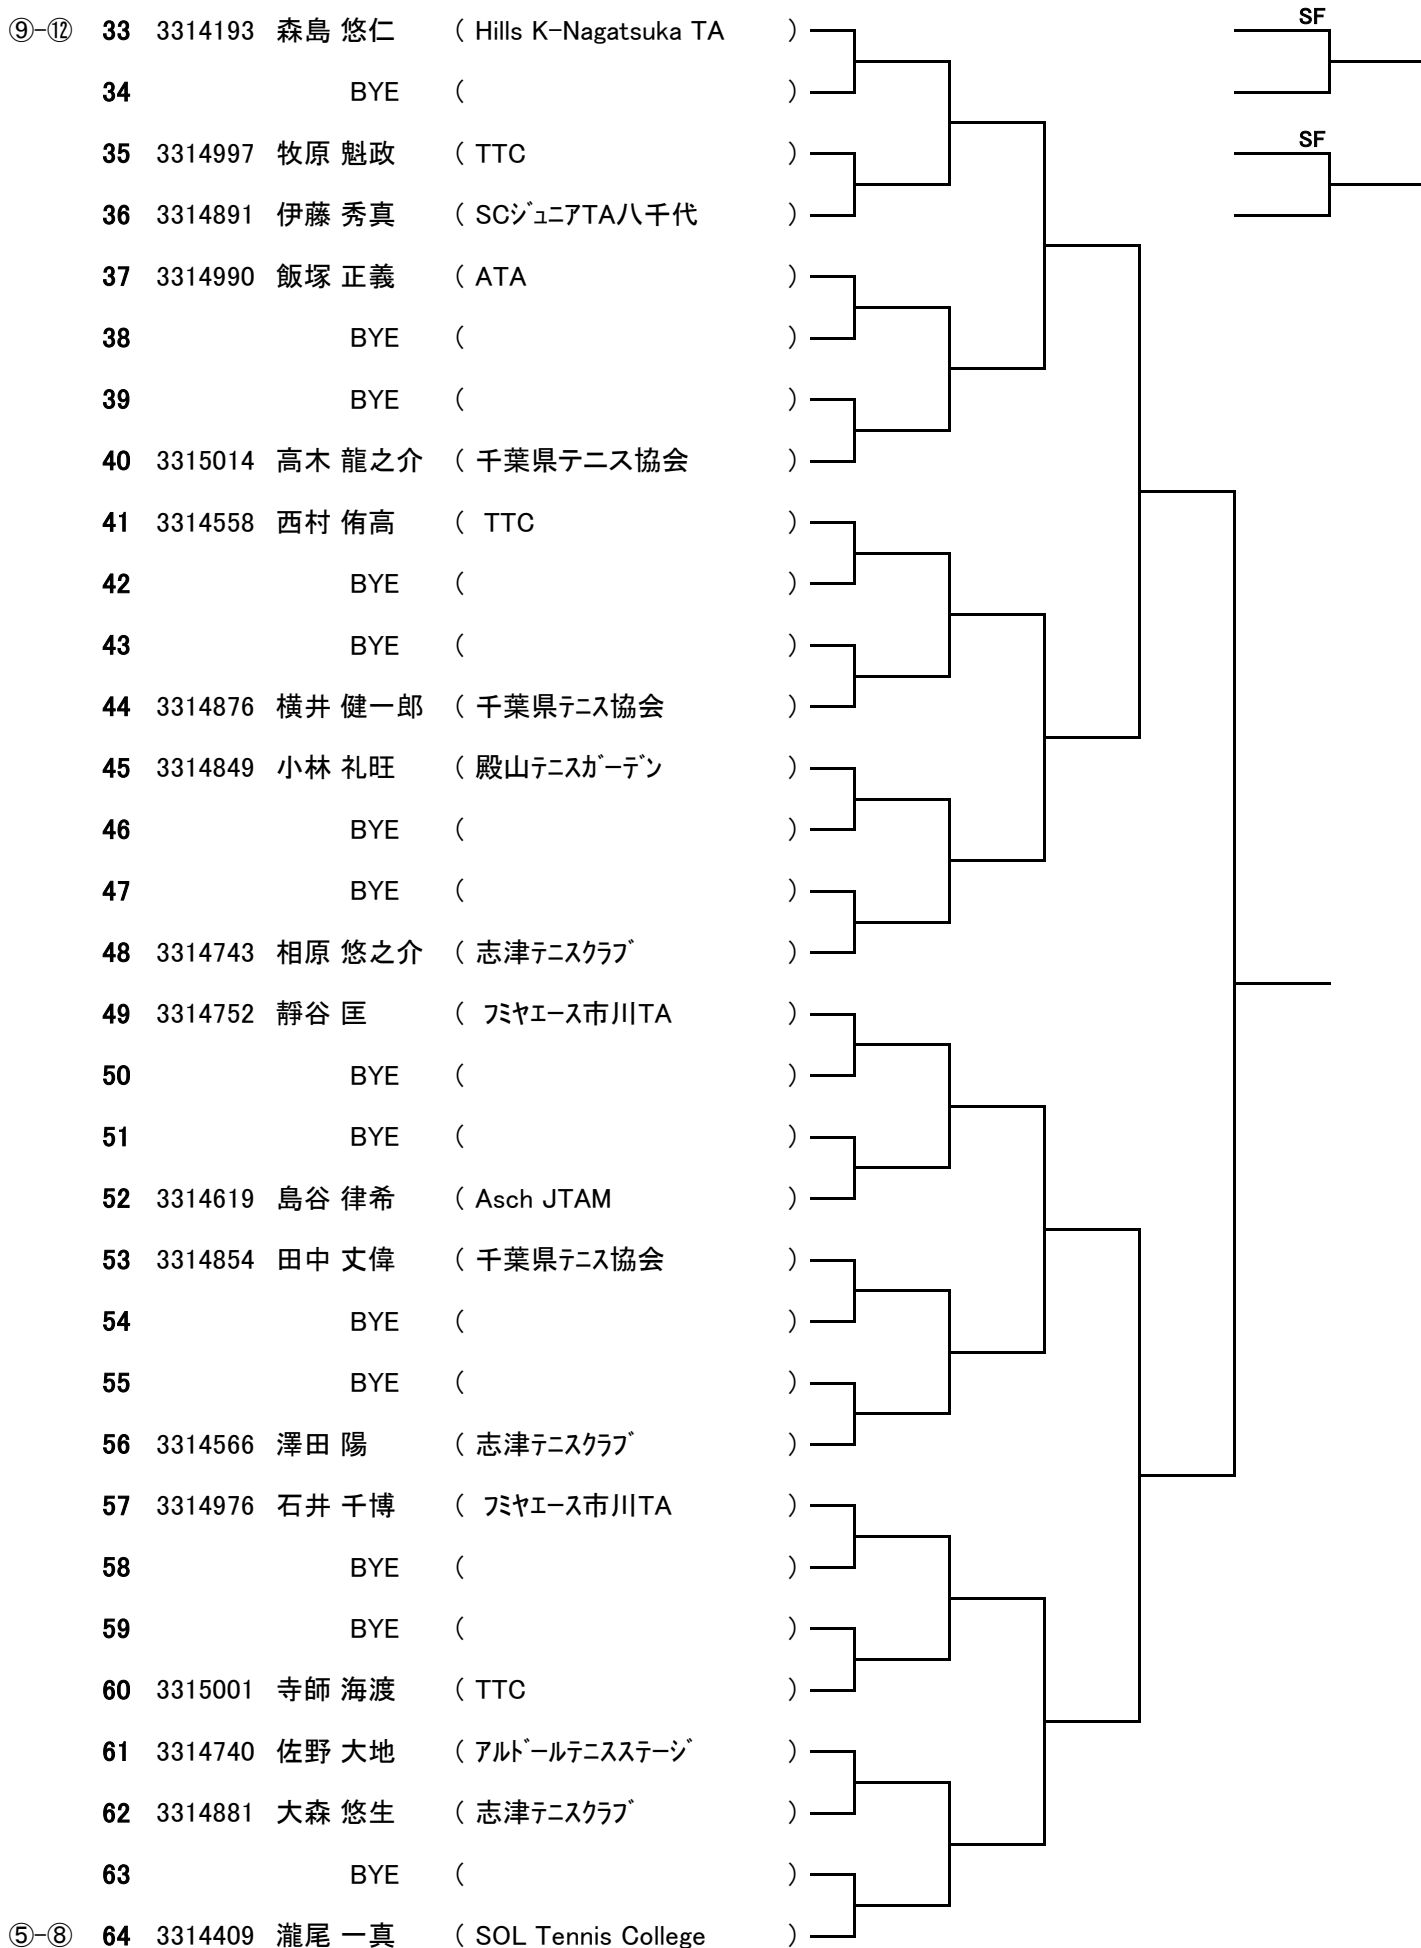 SF
⑨-⑫ 33 3314193 森島 悠仁 ( Hills K-Nagatsuka TA )
34 BYE ( )
SF
35 3314997 牧原 魁政 ( TTC )
36 3314891 伊藤 秀真 ( SCｼﾞｭﾆｱTA八千代 )
37 3314990 飯塚 正義 ( ATA )
38 BYE ( )
39 BYE ( )
40 3315014 高木 龍之介 ( 千葉県テニス協会 )
41 3314558 西村 侑高 ( TTC )
42 BYE ( )
43 BYE ( )
44 3314876 横井 健一郎 ( 千葉県ﾃﾆｽ協会 )
45 3314849 小林 礼旺 ( 殿山ﾃﾆｽｶﾞｰﾃﾞﾝ )
46 BYE ( )
47 BYE ( )
48 3314743 相原 悠之介 ( 志津ﾃﾆｽｸﾗﾌﾞ )
49 3314752 靜谷 匡 ( ﾌﾐﾔｴｰｽ市川TA )
50 BYE ( )
51 BYE ( )
52 3314619 島谷 律希 ( Asch JTAM )
53 3314854 田中 丈偉 ( 千葉県ﾃﾆｽ協会 )
54 BYE ( )
55 BYE ( )
56 3314566 澤田 陽 ( 志津ﾃﾆｽｸﾗﾌﾞ )
57 3314976 石井 千博 ( ﾌﾐﾔｴｰｽ市川TA )
58 BYE ( )
59 BYE ( )
60 3315001 寺師 海渡 ( TTC )
61 3314740 佐野 大地 ( ｱﾙﾄﾞｰﾙﾃﾆｽｽﾃｰｼﾞ )
62 3314881 大森 悠生 ( 志津ﾃﾆｽｸﾗﾌﾞ )
63 BYE ( )
⑤-⑧ 64 3314409 瀧尾 一真 ( SOL Tennis College )